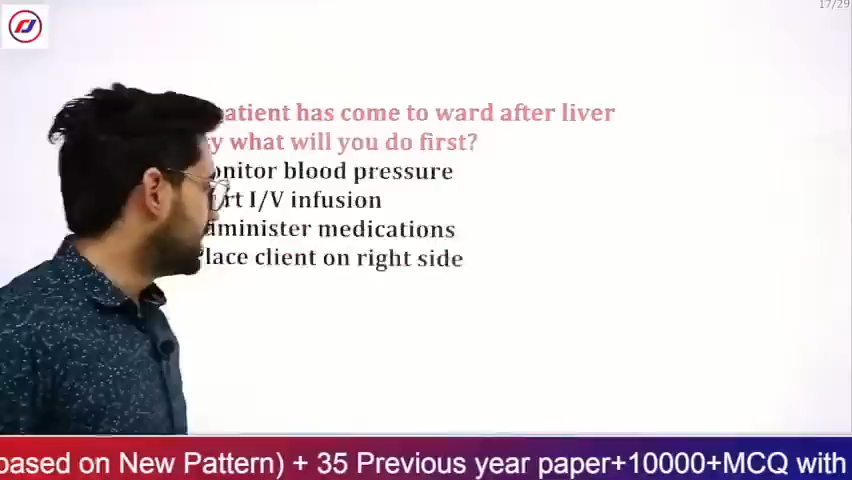 17/29
patient has come to ward after liver
what will you do first?
onitor blood pressure
rt I/V infusion
dminister medications
lace client on right side
based on New Pattern) + 35 Previous year paper+10000+MCQ with